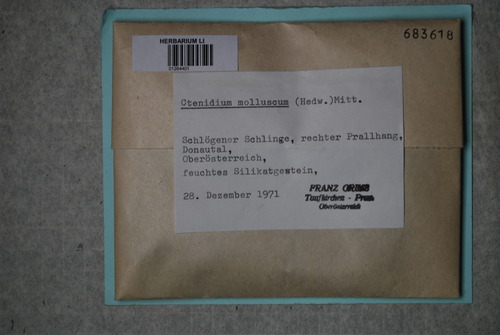 683618
HERBARIUM LI
Ctenidium molluscum (Hedw.)Mitt.
Schlögener Schlinge, rechter Prallhang,
Donautal,
Oberösterreich,
feuchtes Silikatgestein,
28. Dezember 1971
FRANZ
Taufkirchen - Pram
Oberösterreich